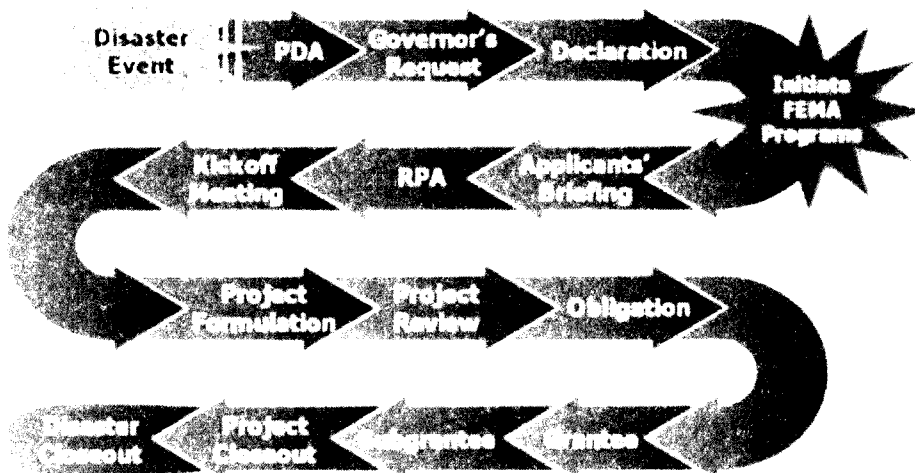 Disaster
Event
PDA
Governor's
Request
Declaration
Initiate
FEMA
Programs
Applicants'
Briefing
RPA
Kickoff
Meeting
Project
Formulation
Project
Review
Obligation
Grantee
Subgrantee
Project
Closeout
Disaster
Closeout